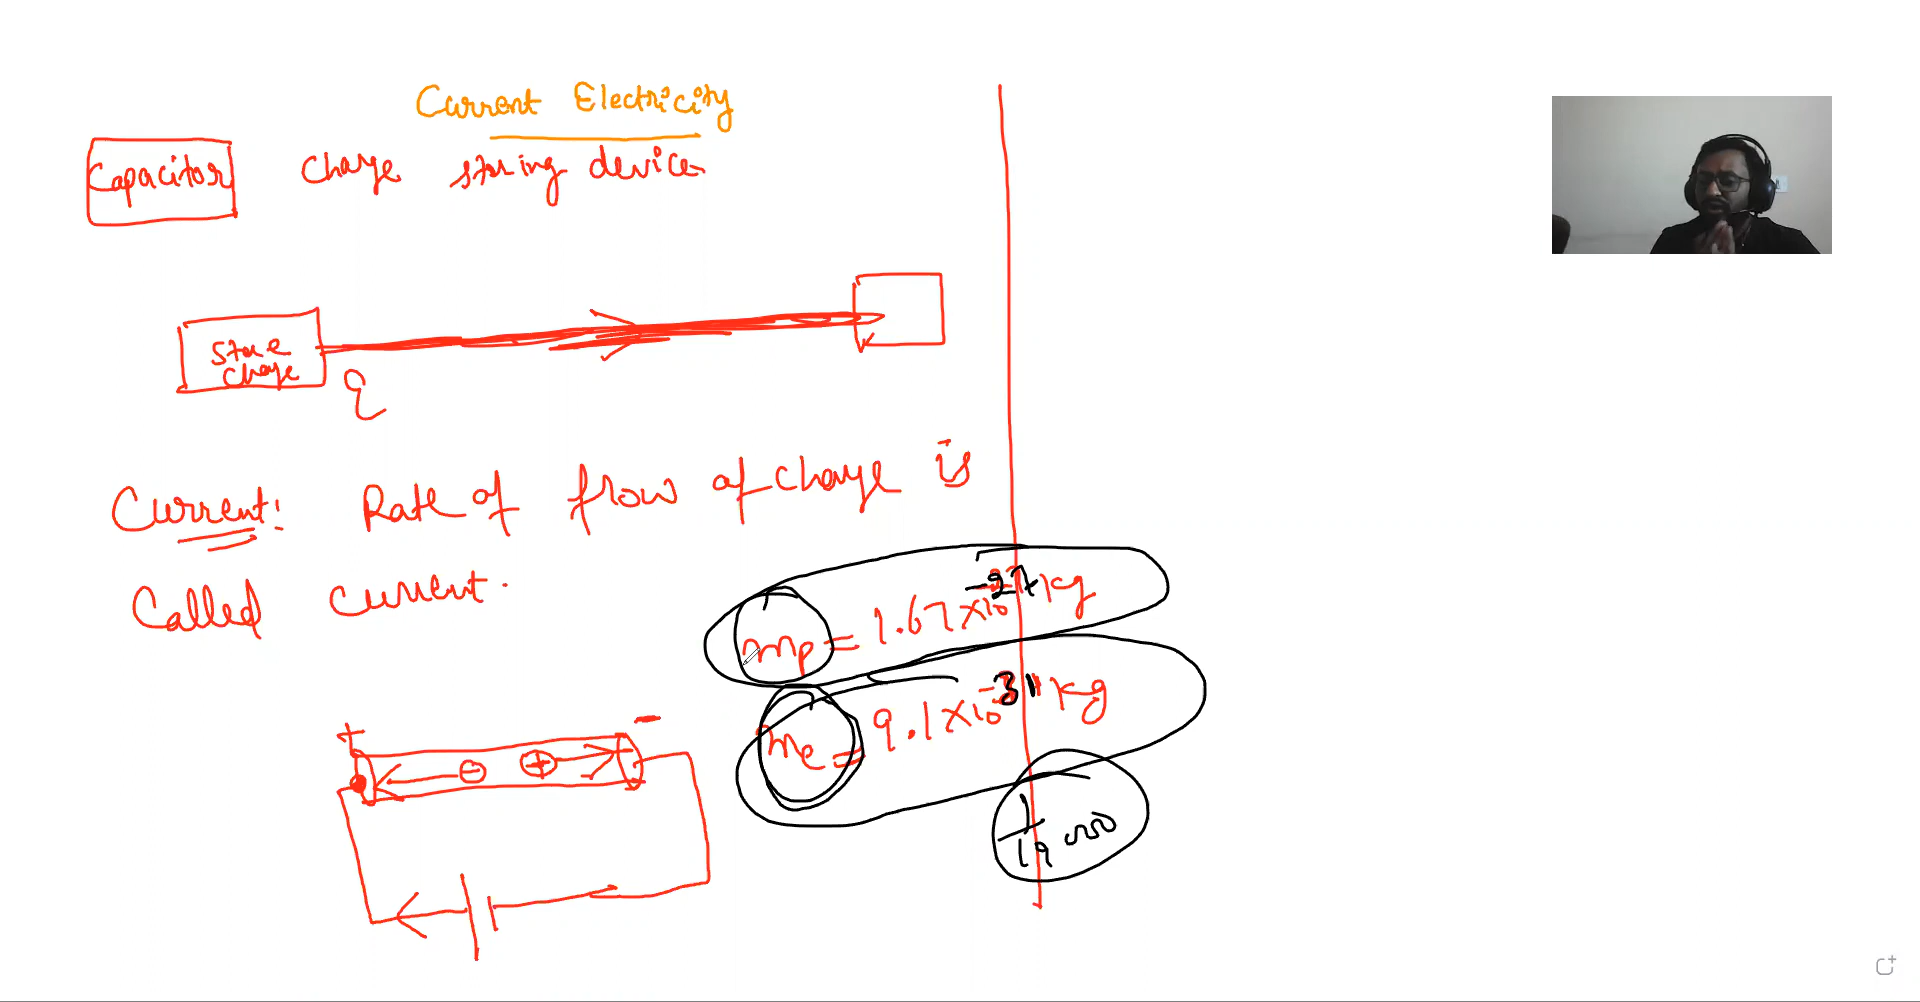 Current Electricity
Capacitor charge storing device
Store
charge
Q
Current: Rate of flow of charge is
Called current.
mp = 1.67 × 10^-27 kg
me = 9.1 × 10^-31 kg
+ -
- +